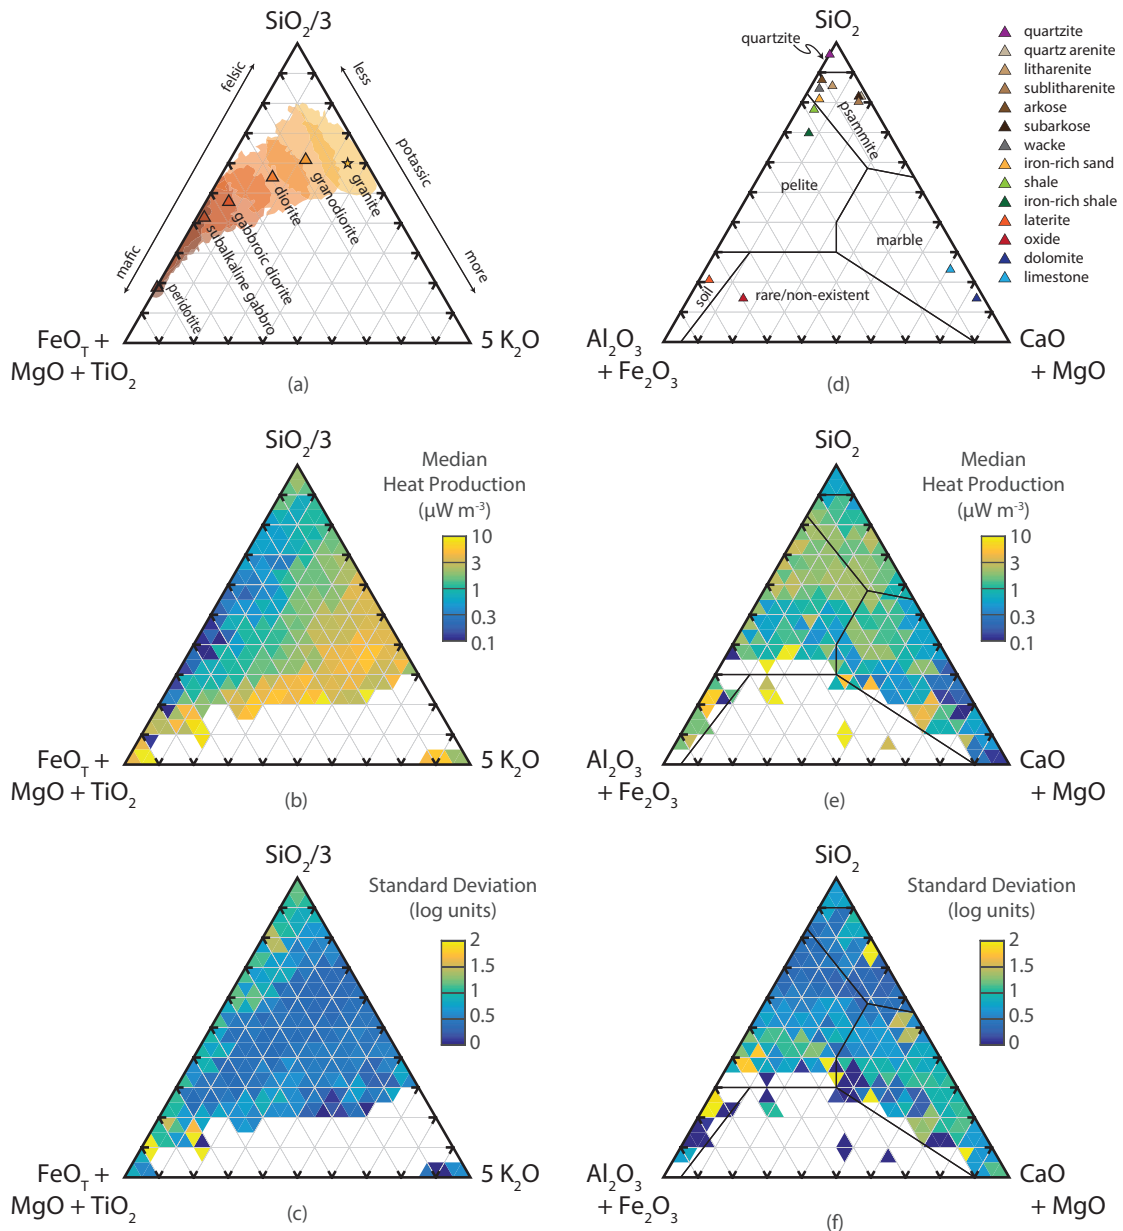 SiO2/3
felsic
less
mafic
potassic
more
granite
granodiorite
diorite
gabbroic diorite
subalkaline gabbro
peridotite
FeOT +
MgO + TiO2
5 K2O
(a)
SiO2
quartzite
psammite
pelite
marble
soil
rare/non-existent
Al2O3
+ Fe2O3
CaO
+ MgO
(d)
quartzite
quartz arenite
litharenite
sublitharenite
arkose
subarkose
wacke
iron-rich sand
shale
iron-rich shale
laterite
oxide
dolomite
limestone
SiO2/3
Median
Heat Production
(µW m-3)
10
3
1
0.3
0.1
FeOT +
MgO + TiO2
5 K2O
(b)
SiO2
Median
Heat Production
(µW m-3)
10
3
1
0.3
0.1
Al2O3
+ Fe2O3
CaO
+ MgO
(e)
SiO2/3
Standard Deviation
(log units)
2
1.5
1
0.5
0
FeOT +
MgO + TiO2
5 K2O
(c)
SiO2
Standard Deviation
(log units)
2
1.5
1
0.5
0
Al2O3
+ Fe2O3
CaO
+ MgO
(f)